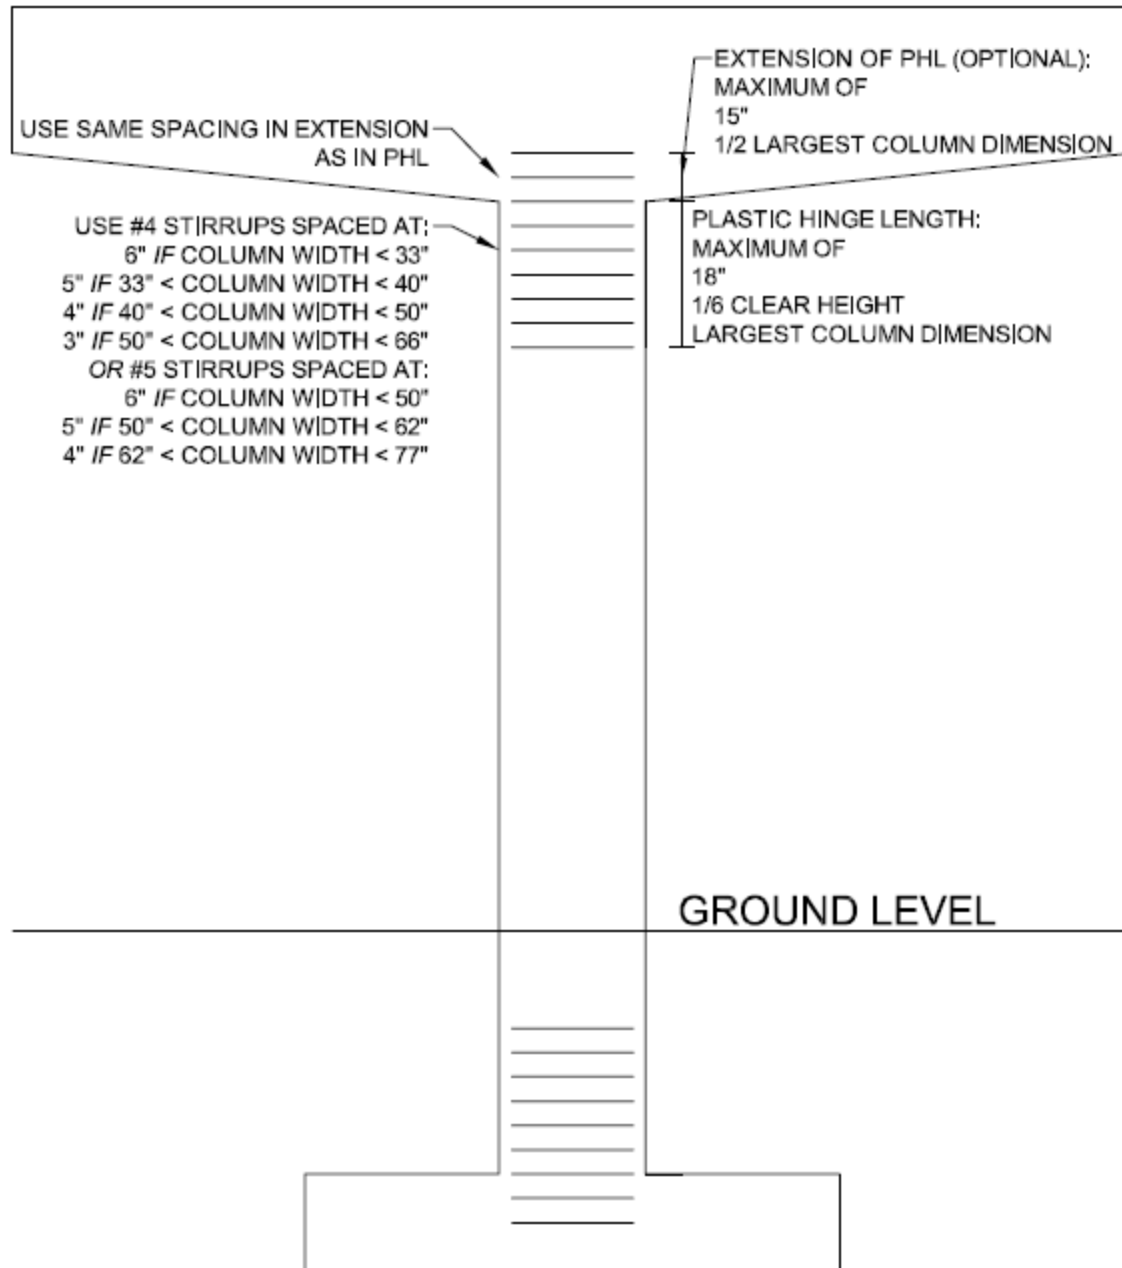 EXTENSION OF PHL (OPTIONAL):
MAXIMUM OF
15"
1/2 LARGEST COLUMN DIMENSION
USE SAME SPACING IN EXTENSION
AS IN PHL
USE #4 STIRRUPS SPACED AT:
6" IF COLUMN WIDTH < 33"
5" IF 33" < COLUMN WIDTH < 40"
4" IF 40" < COLUMN WIDTH < 50"
3" IF 50" < COLUMN WIDTH < 66"
OR #5 STIRRUPS SPACED AT:
6" IF COLUMN WIDTH < 50"
5" IF 50" < COLUMN WIDTH < 62"
4" IF 62" < COLUMN WIDTH < 77"
PLASTIC HINGE LENGTH:
MAXIMUM OF
18"
1/6 CLEAR HEIGHT
LARGEST COLUMN DIMENSION
GROUND LEVEL